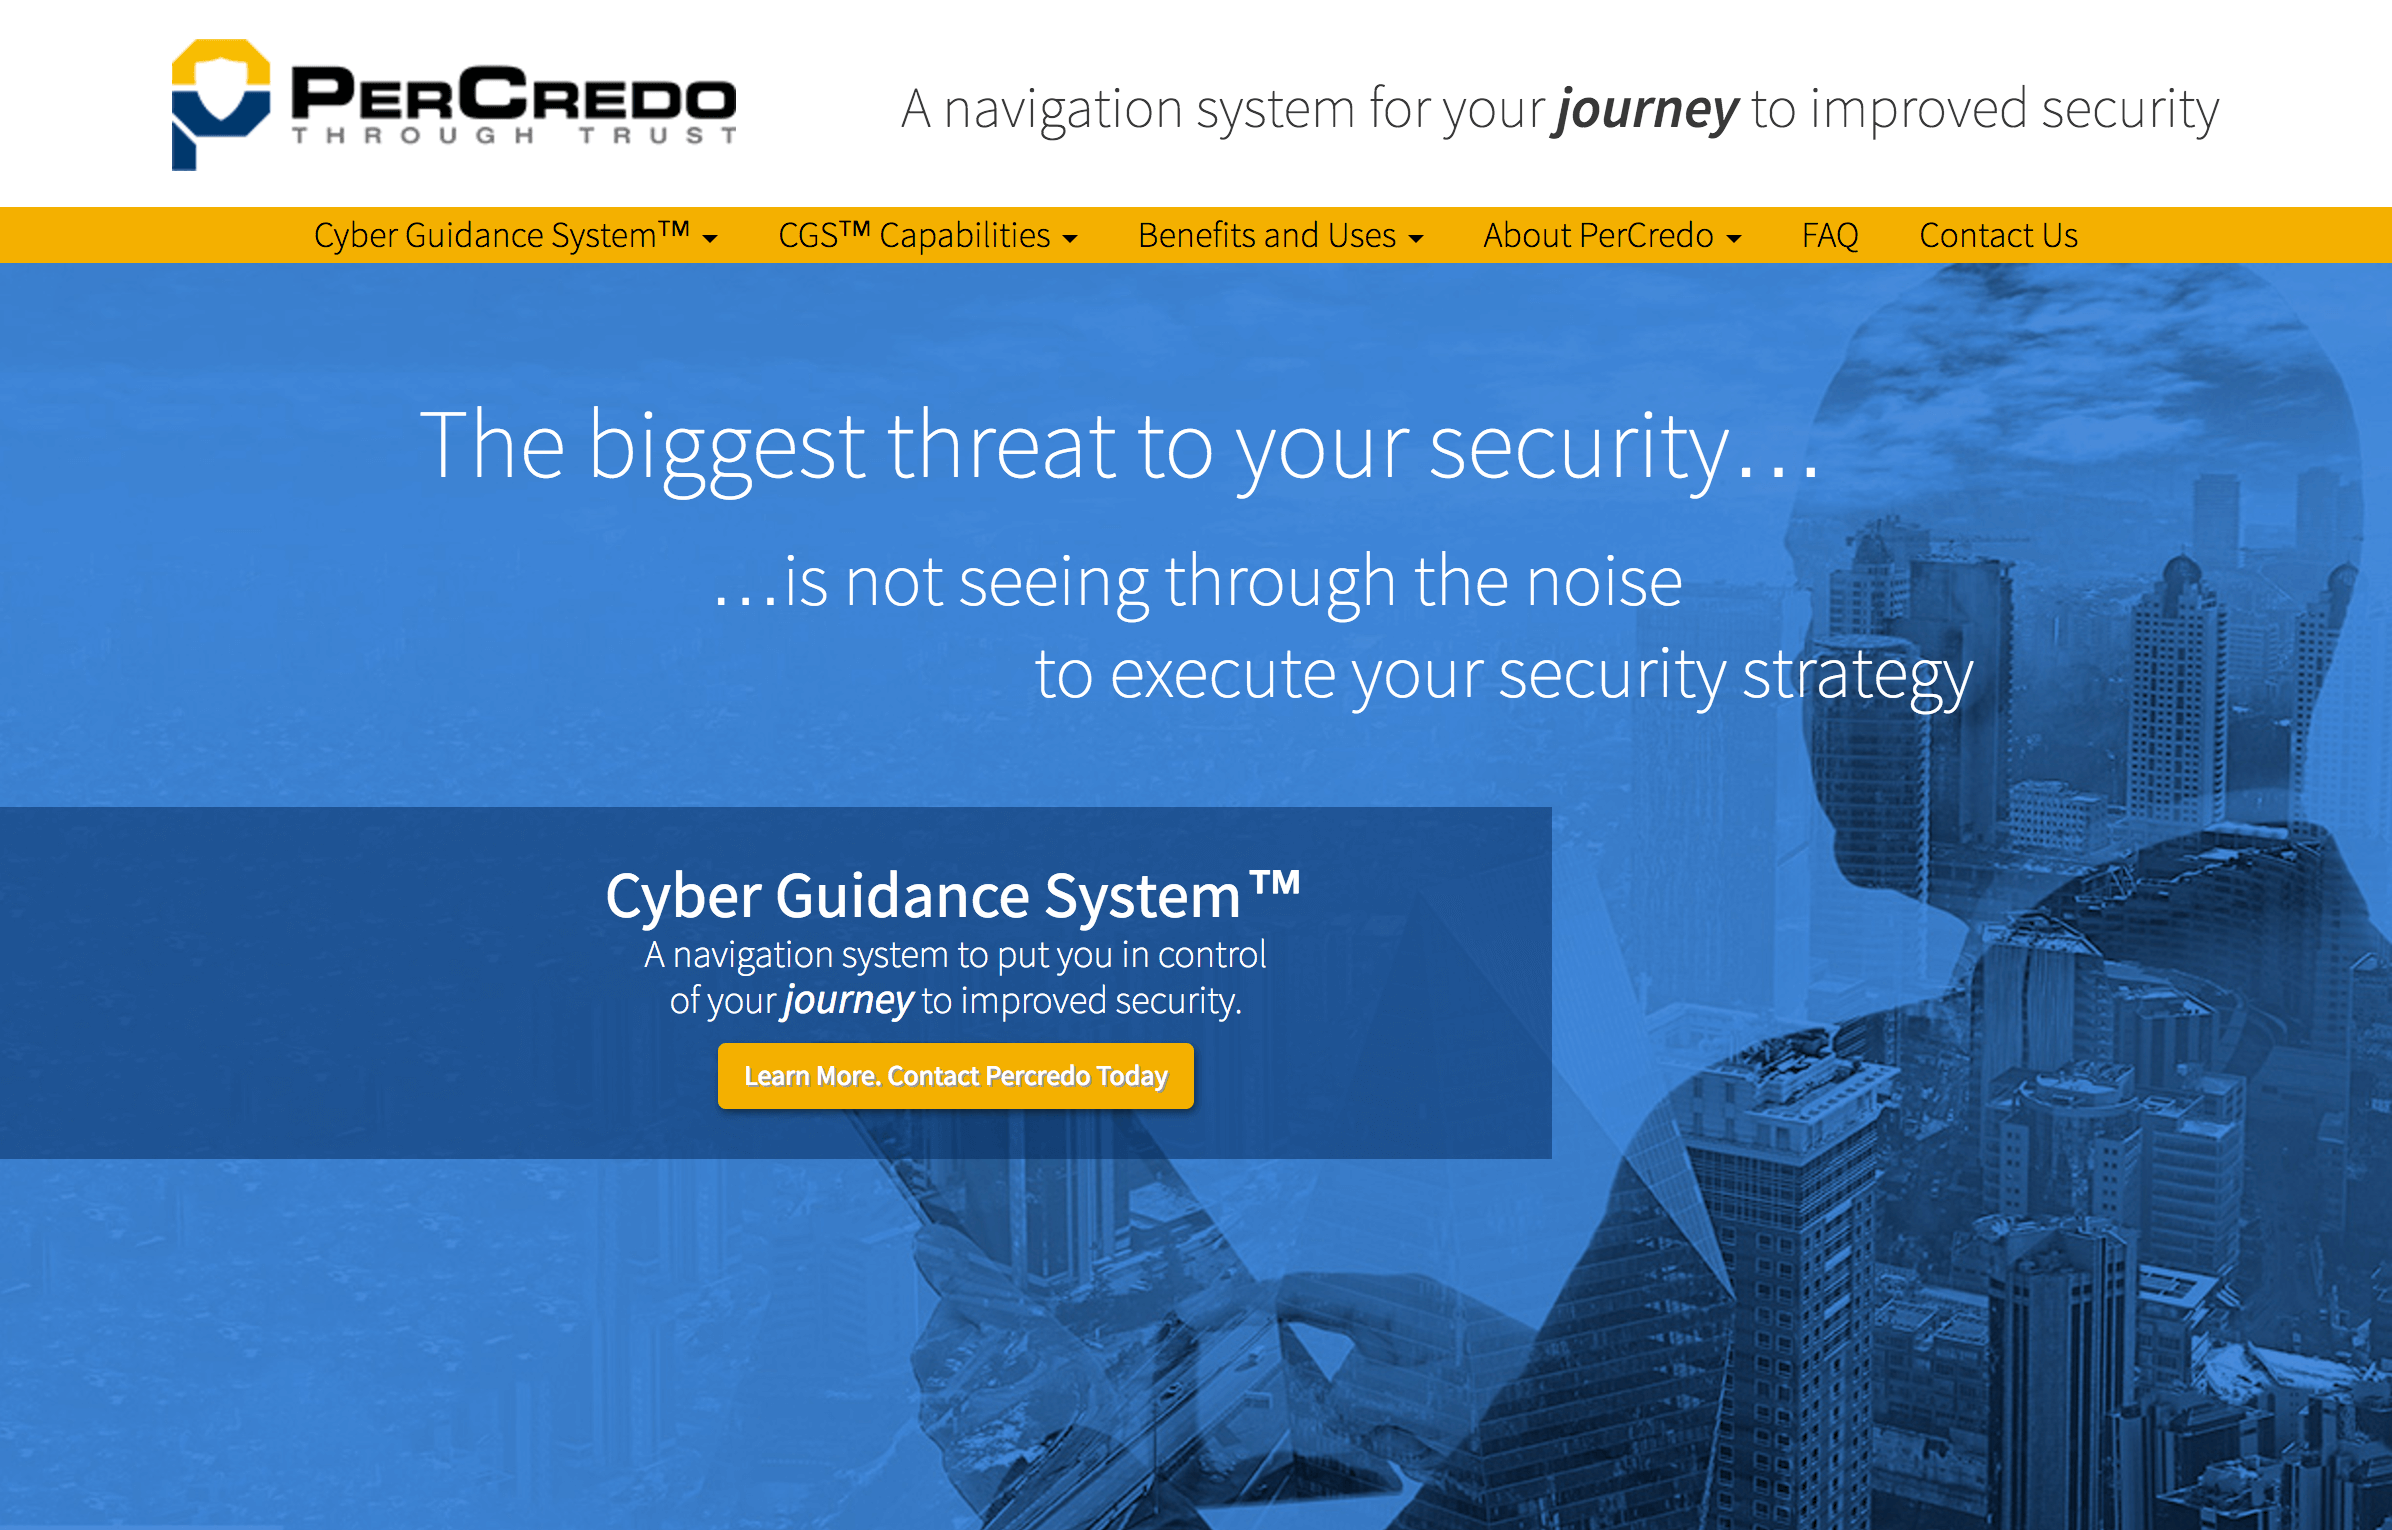 PERCREDO
THROUGH TRUST
A navigation system for your journey to improved security
Cyber Guidance System™ CGS™ Capabilities Benefits and Uses About PerCredo FAQ Contact Us
The biggest threat to your security...
...is not seeing through the noise
to execute your security strategy
Cyber Guidance System™
A navigation system to put you in control
of your journey to improved security.
Learn More. Contact Percredo Today